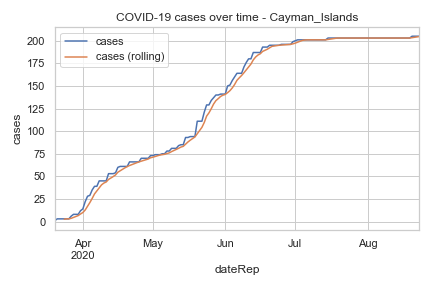 COVID-19 cases over time - Cayman_Islands
cases
cases (rolling)
200
175
150
125
100
75
50
25
0
cases
Apr
2020
May
Jun
Jul
Aug
dateRep